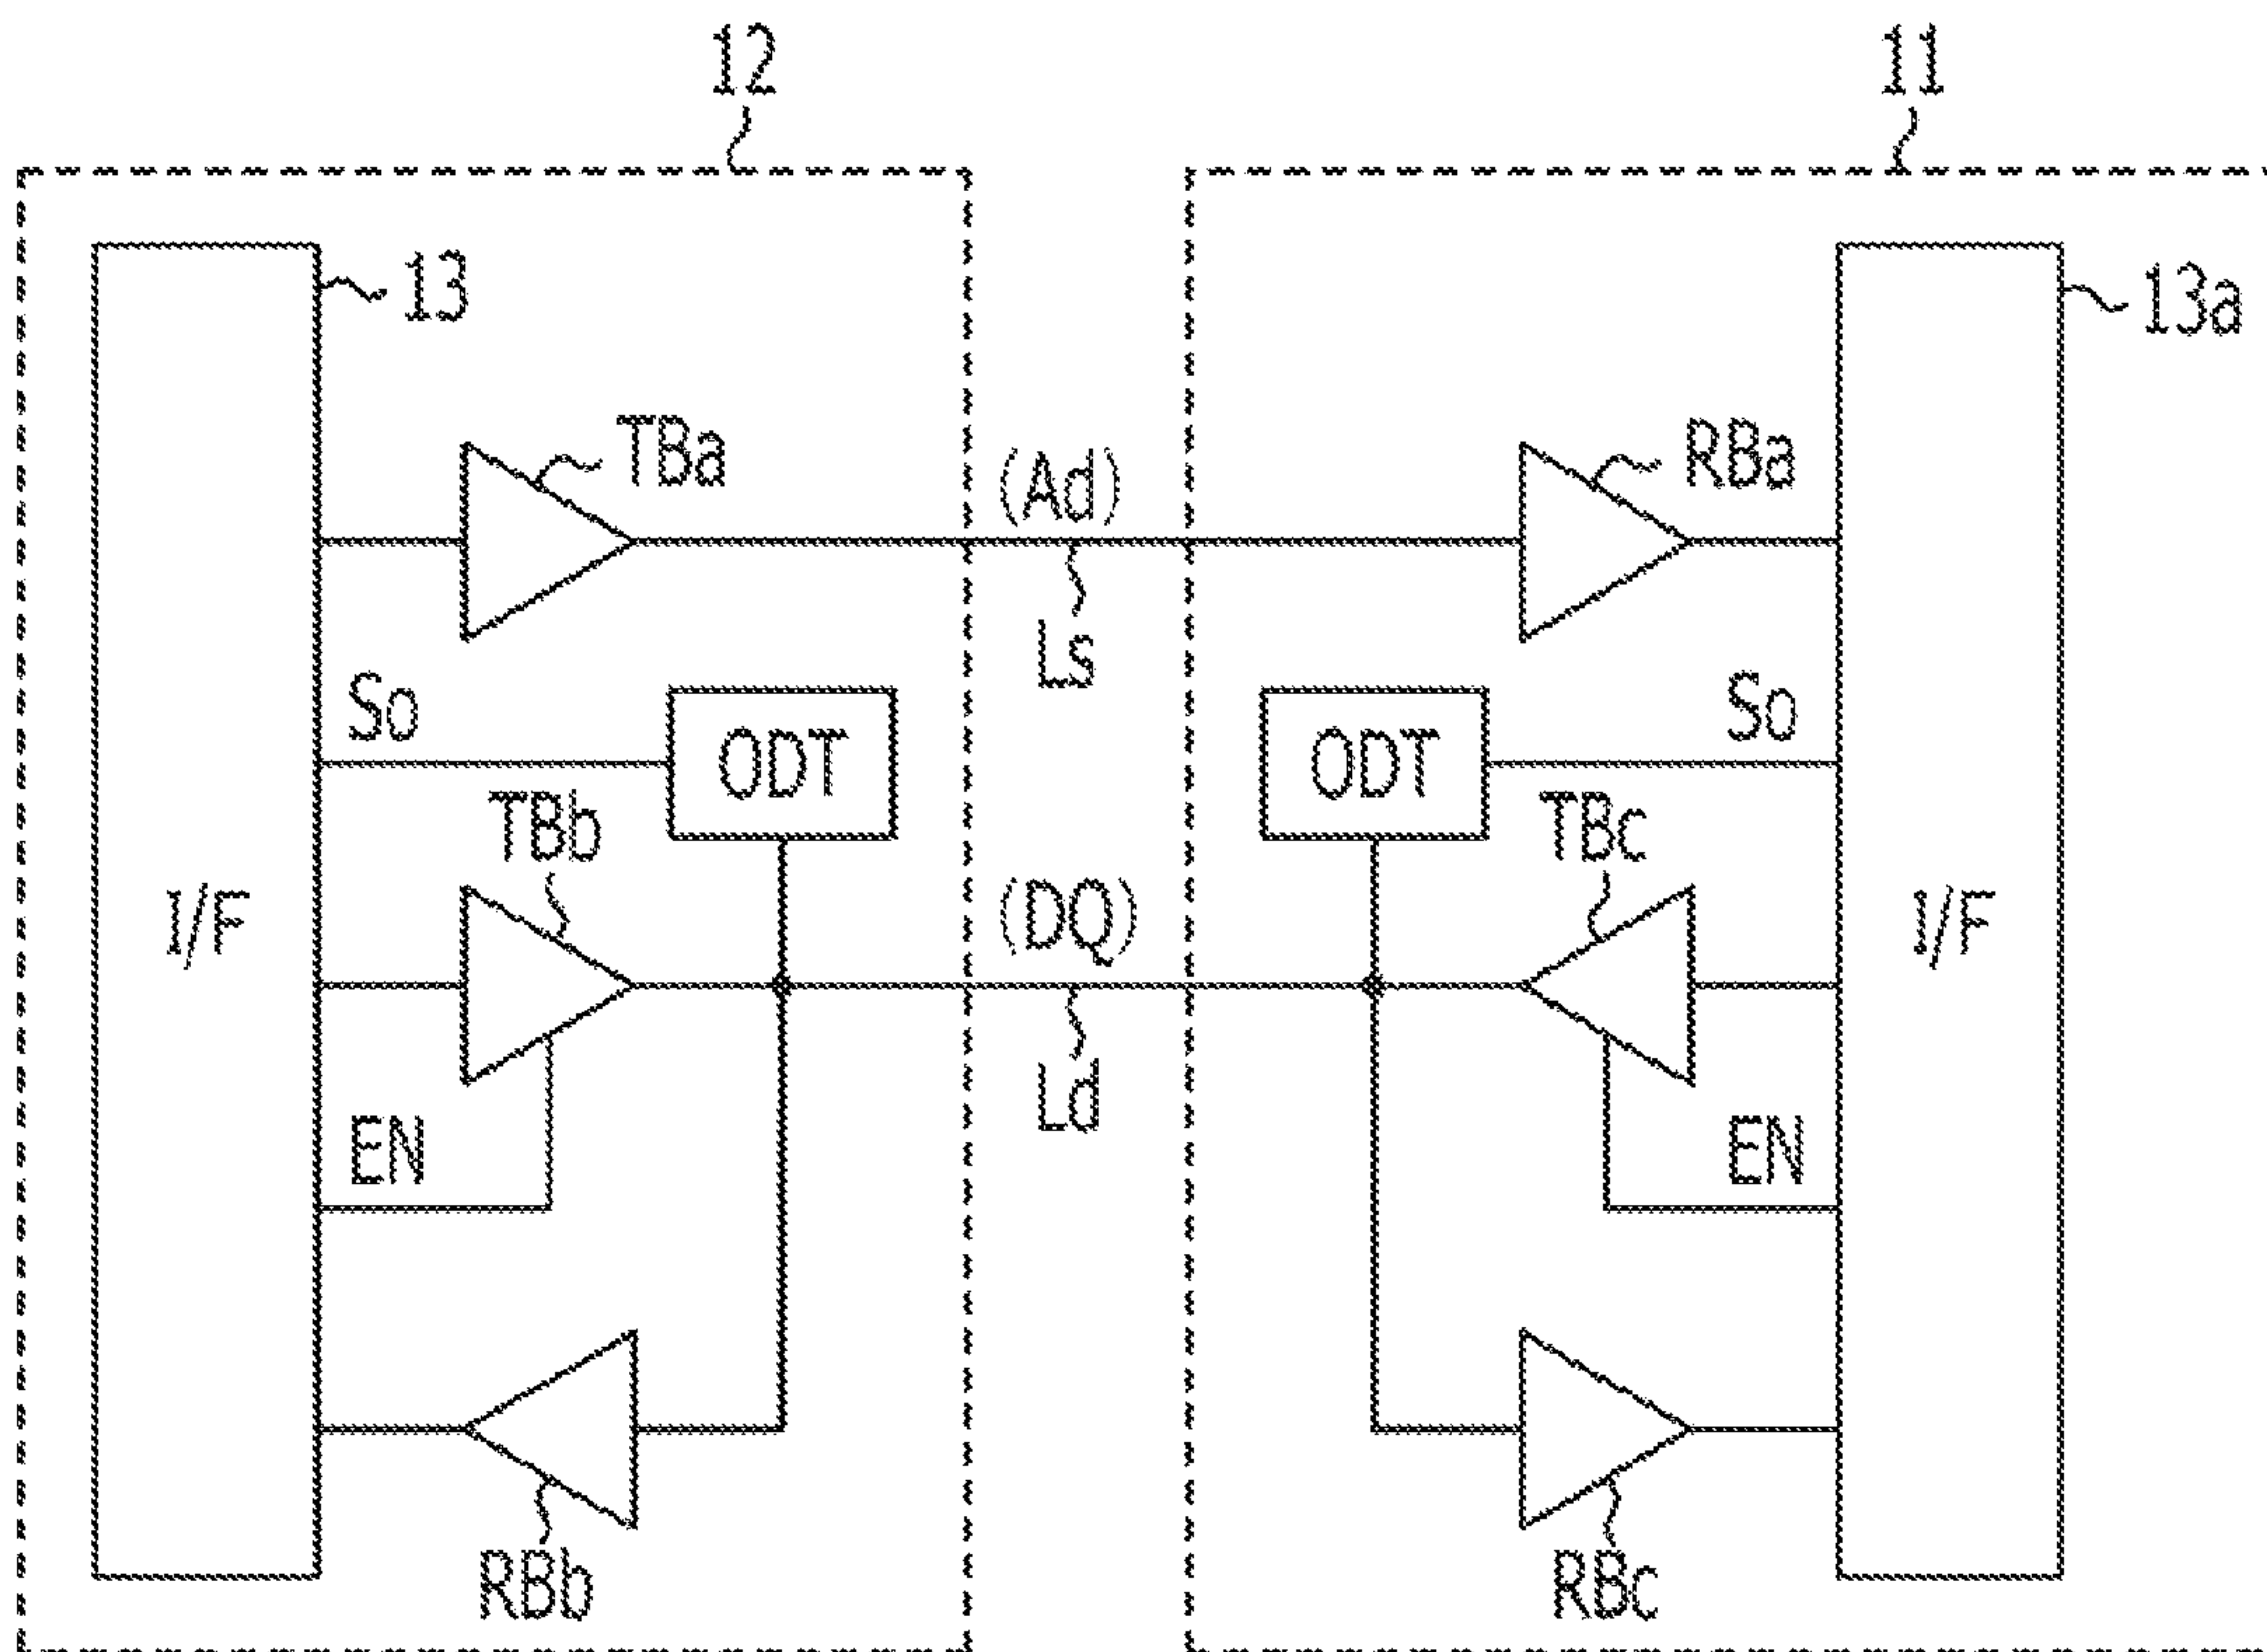 12
11
13
13a
TBa
(Ad)
RBa
Ls
So
ODT
ODT
So
TBb
TBc
I/F
(DQ)
I/F
Ld
EN
EN
RBb
RBc